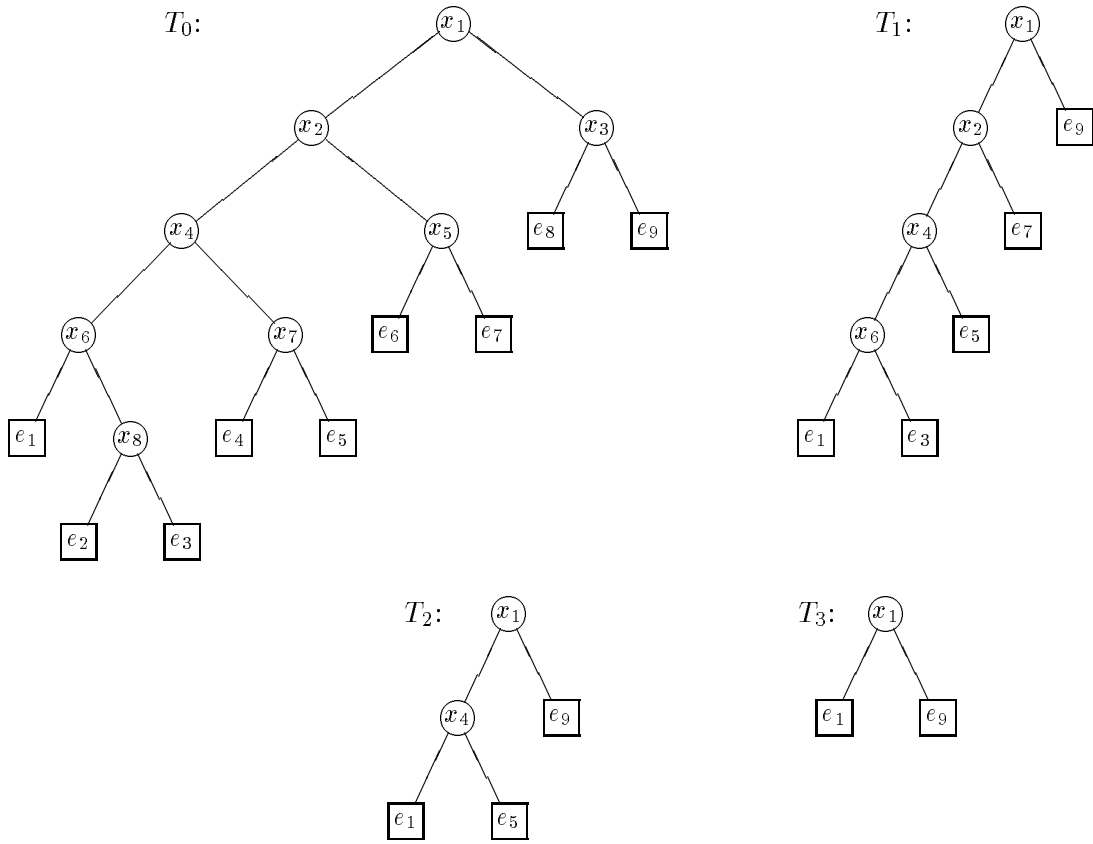 T₀: x₁ T₁: x₁
x₂ x₃ x₂ e₉
x₄ x₅ e₈ e₉ x₄ e₇
x₆ x₇ e₆ e₇ x₆ e₅
e₁ x₈ e₄ e₅ e₁ e₃
e₂ e₃
T₂: x₁ T₃: x₁
x₄ e₉ e₁ e₉
e₁ e₅